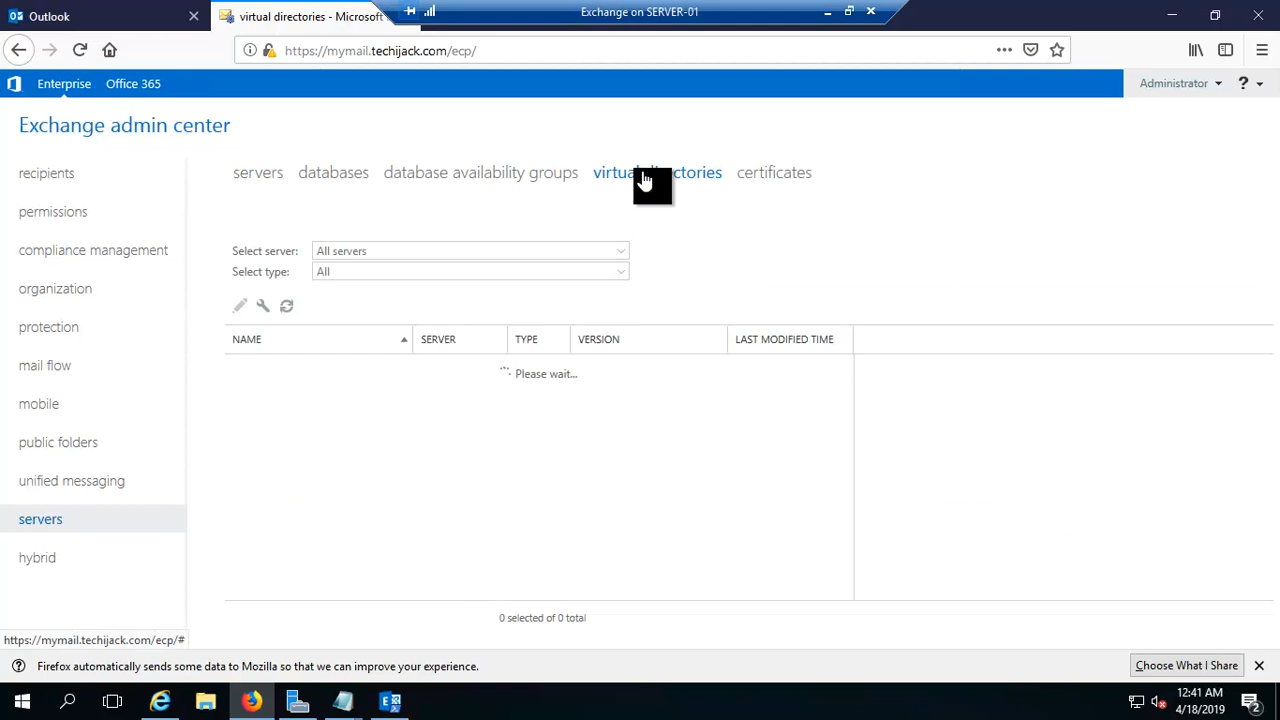 Outlook
virtual directories - Microsoft
Exchange on SERVER-01
https://mymail.techijack.com/ecp/
Enterprise
Office 365
Administrator
?
Exchange admin center
recipients
permissions
compliance management
organization
protection
mail flow
mobile
public folders
unified messaging
servers
hybrid
servers
databases
database availability groups
virtual directories
certificates
Select server:
All servers
Select type:
All
NAME
SERVER
TYPE
VERSION
LAST MODIFIED TIME
Please wait...
0 selected of 0 total
https://mymail.techijack.com/ecp/#
Firefox automatically sends some data to Mozilla so that we can improve your experience.
Choose What I Share
12:41 AM
4/18/2019
2